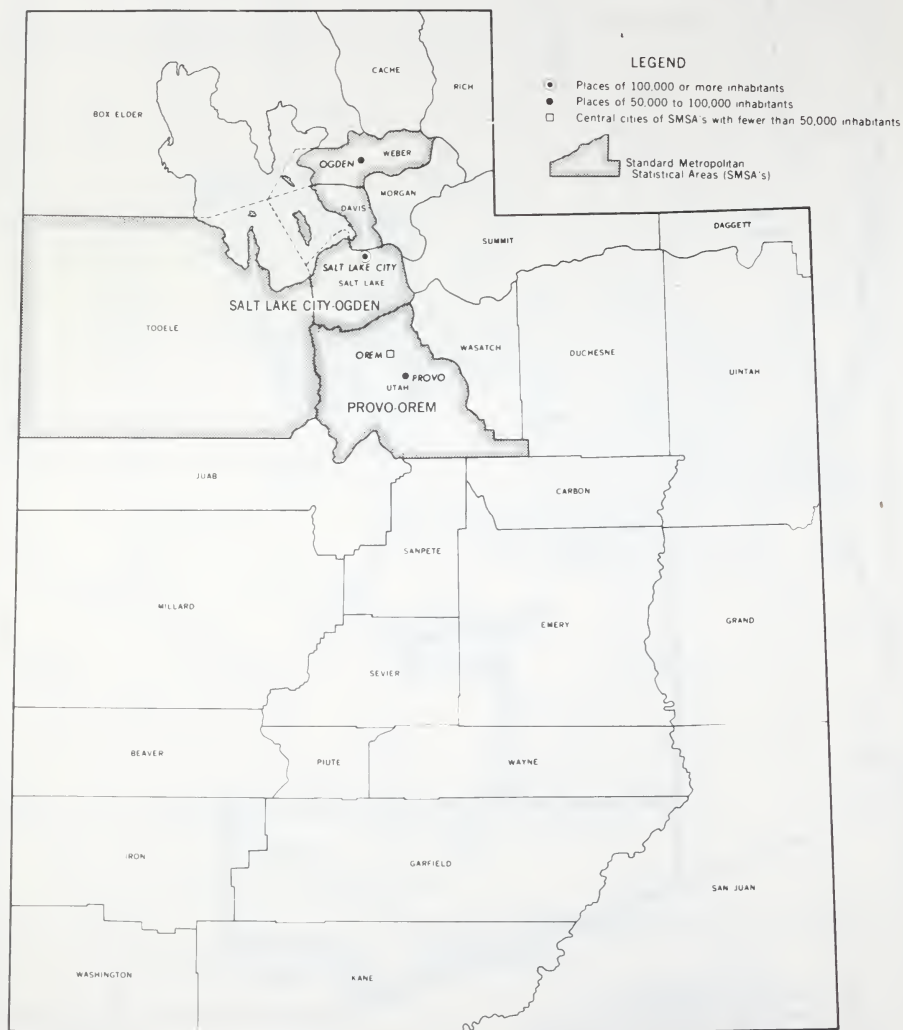 LEGEND
Places of 100,000 or more inhabitants
Places of 50,000 to 100,000 inhabitants
Central cities of SMSA's with fewer than 50,000 inhabitants
Standard Metropolitan
Statistical Areas (SMSA's)
CACHE
RICH
BOX ELDER
WEBER
OGDEN
MORGAN
DAVIS
DAGGETT
SUMMIT
SALT LAKE CITY
SALT LAKE
SALT LAKE CITY-OGDEN
TOOELE
WASATCH
DUCHESNE
UINTAH
OREM
PROVO
UTAH
PROVO-OREM
JUAB
CARBON
SANPETE
MILLARD
EMERY
GRAND
SEVIER
BEAVER
PIUTE
WAYNE
IRON
GARFIELD
SAN JUAN
WASHINGTON
KANE